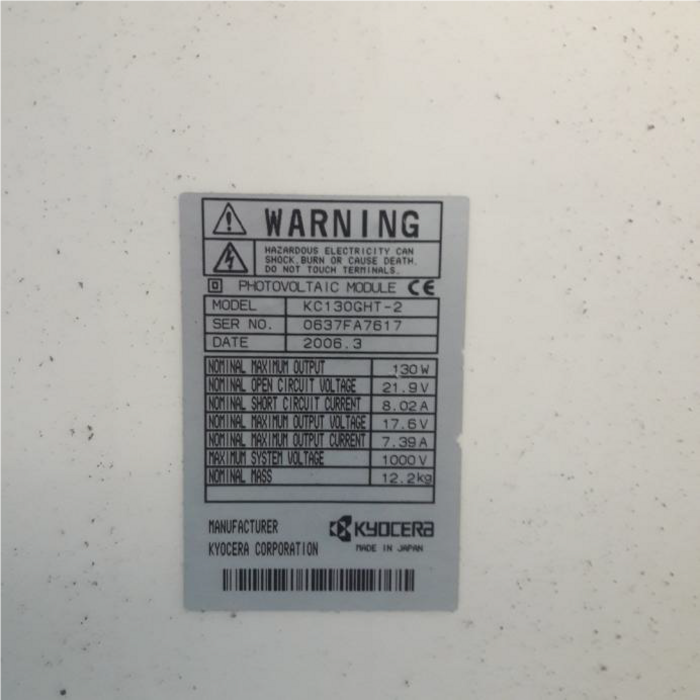 WARNING
HAZARDOUS ELECTRICITY CAN
SHOCK, BURN OR CAUSE DEATH.
DO NOT TOUCH TERMINALS.
PHOTOVOLTAIC MODULE CE
MODEL KC130GHT-2
SER NO. 0637FA7617
DATE 2006.3
NOMINAL MAXIMUM OUTPUT 130W
NOMINAL OPEN CIRCUIT VOLTAGE 21.9V
NOMINAL SHORT CIRCUIT CURRENT 8.02A
NOMINAL MAXIMUM OUTPUT VOLTAGE 17.6V
NOMINAL MAXIMUM OUTPUT CURRENT 7.39A
MAXIMUM SYSTEM VOLTAGE 1000V
NOMINAL MASS 12.2kg
MANUFACTURER KYOCERA
KYOCERA CORPORATION MADE IN JAPAN